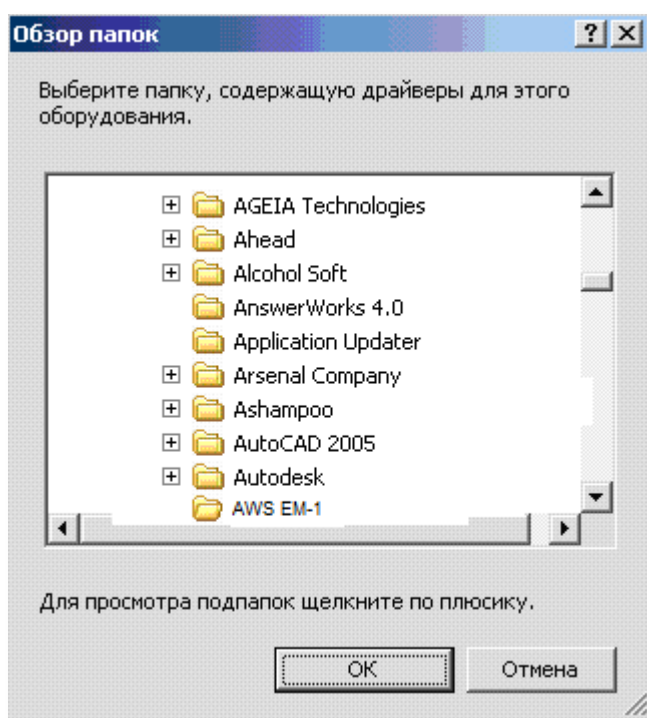 Обзор папок
Выберите папку, содержащую драйверы для этого
оборудования.
AGEIA Technologies
Ahead
Alcohol Soft
AnswerWorks 4.0
Application Updater
Arsenal Company
Ashampoo
AutoCAD 2005
Autodesk
AWS EM-1
Для просмотра подпапок щелкните по плюсику.
ОК
Отмена